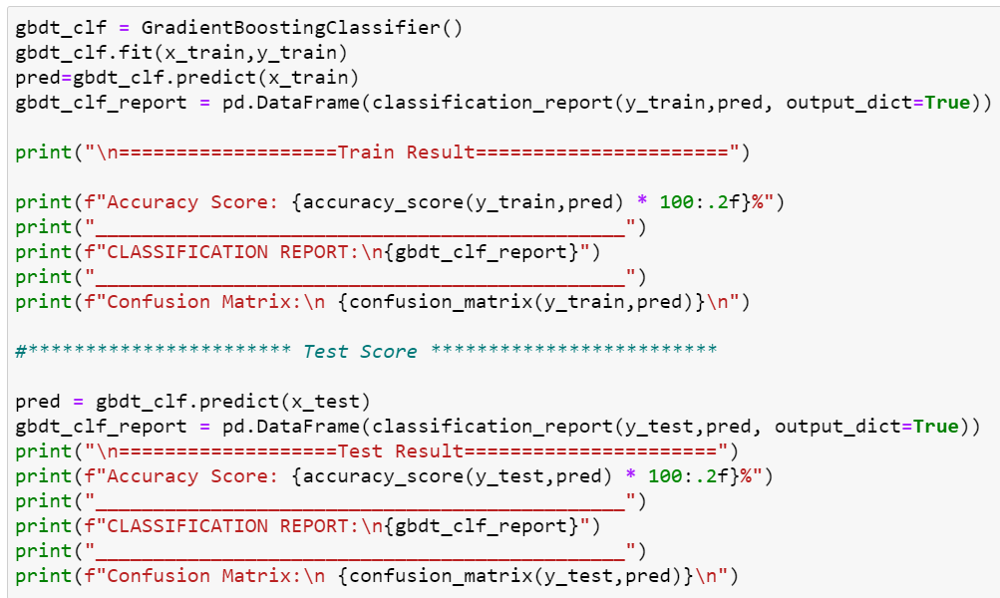 gbdt_clf = GradientBoostingClassifier()
gbdt_clf.fit(x_train,y_train)
pred=gbdt_clf.predict(x_train)
gbdt_clf_report = pd.DataFrame(classification_report(y_train,pred, output_dict=True))
print("\n===================Train Result======================")
print(f"Accuracy Score: {accuracy_score(y_train,pred) * 100:.2f}%")
print("______________________________________________")
print(f"CLASSIFICATION REPORT:\n{gbdt_clf_report}")
print("______________________________________________")
print(f"Confusion Matrix:\n {confusion_matrix(y_train,pred)}\n")
#*********************** Test Score *************************
pred = gbdt_clf.predict(x_test)
gbdt_clf_report = pd.DataFrame(classification_report(y_test,pred, output_dict=True))
print("\n===================Test Result======================")
print(f"Accuracy Score: {accuracy_score(y_test,pred) * 100:.2f}%")
print("______________________________________________")
print(f"CLASSIFICATION REPORT:\n{gbdt_clf_report}")
print("______________________________________________")
print(f"Confusion Matrix:\n {confusion_matrix(y_test,pred)}\n")